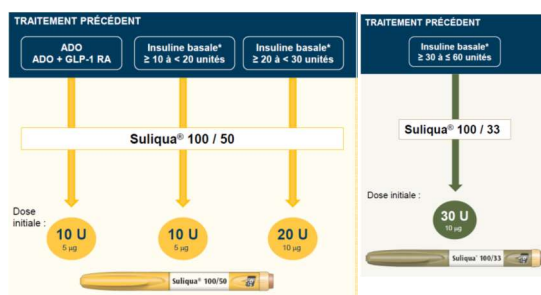 TRAITEMENT PRÉCÉDENT
ADO
ADO + GLP-1 RA
Insuline basale*
≥ 10 à < 20 unités
Insuline basale*
≥ 20 à < 30 unités
Suliqua® 100 / 50
Dose
initiale :
10 U
5 µg
10 U
5 µg
20 U
10 µg
Suliqua® 100/50
TRAITEMENT PRÉCÉDENT
Insuline basale*
≥ 30 à ≤ 60 unités
Suliqua® 100 / 33
Dose initiale :
30 U
10 µg
Suliqua® 100/33